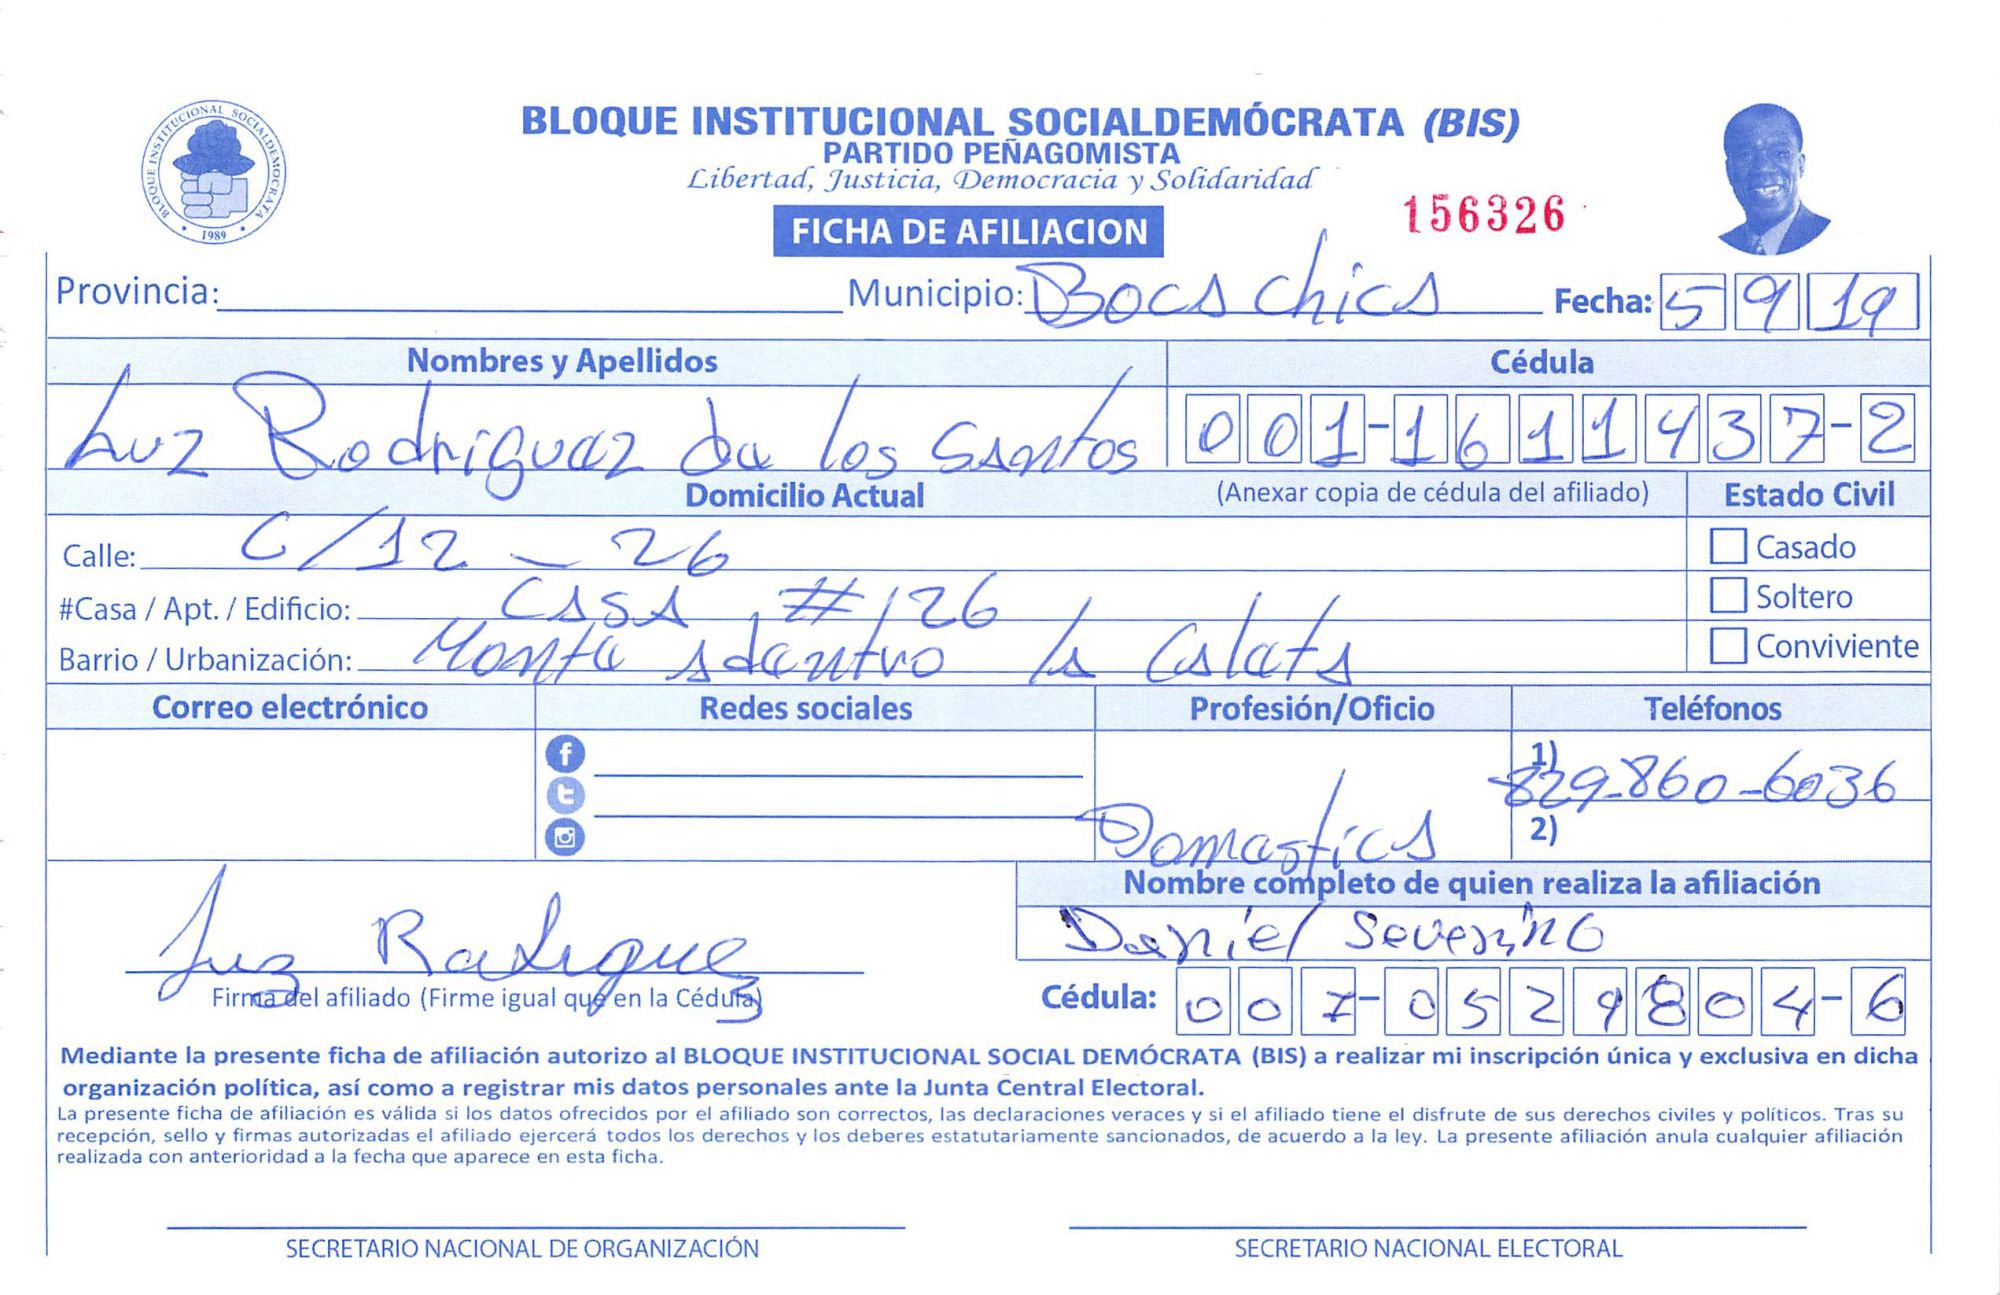 BLOQUE INSTITUCIONAL SOCIALDEMÓCRATA (BIS)
PARTIDO PEÑAGOMISTA
Libertad, Justicia, Democracia y Solidaridad
BLOQUE INSTITUCIONAL SOCIALDEMOCRATA
1989
FICHA DE AFILIACION
156326
Provincia: Municipio: Boca chica Fecha: 5 9 19
Nombres y Apellidos Cédula
Luz Rodriguez de los Santos 001-1611437-2
Domicilio Actual (Anexar copia de cédula del afiliado) Estado Civil
Calle: C/12 - 26 Casado
#Casa / Apt. / Edificio: casa #126 Soltero
Barrio / Urbanización: Monte adentro la caleta Conviviente
Correo electrónico Redes sociales Profesión/Oficio Teléfonos
1) 829-860-6036
Domestica 2)
Nombre completo de quien realiza la afiliación
Daniel Severino
Luz Rodriguez
Firma del afiliado (Firme igual que en la Cédula) Cédula: 007-0529804-6
Mediante la presente ficha de afiliación autorizo al BLOQUE INSTITUCIONAL SOCIAL DEMÓCRATA (BIS) a realizar mi inscripción única y exclusiva en dicha
organización política, así como a registrar mis datos personales ante la Junta Central Electoral.
La presente ficha de afiliación es válida si los datos ofrecidos por el afiliado son correctos, las declaraciones veraces y si el afiliado tiene el disfrute de sus derechos civiles y políticos. Tras su
recepción, sello y firmas autorizadas el afiliado ejercerá todos los derechos y los deberes estatutariamente sancionados, de acuerdo a la ley. La presente afiliación anula cualquier afiliación
realizada con anterioridad a la fecha que aparece en esta ficha.
SECRETARIO NACIONAL DE ORGANIZACIÓN SECRETARIO NACIONAL ELECTORAL